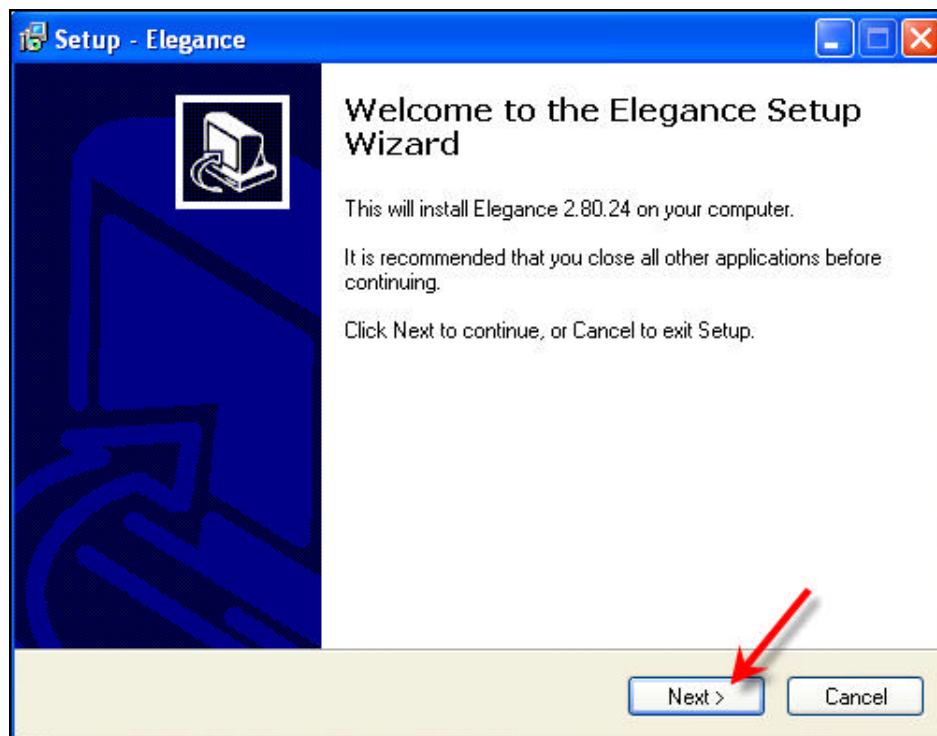 Setup - Elegance
Welcome to the Elegance Setup
Wizard
This will install Elegance 2.80.24 on your computer.
It is recommended that you close all other applications before
continuing.
Click Next to continue, or Cancel to exit Setup.
Next >
Cancel